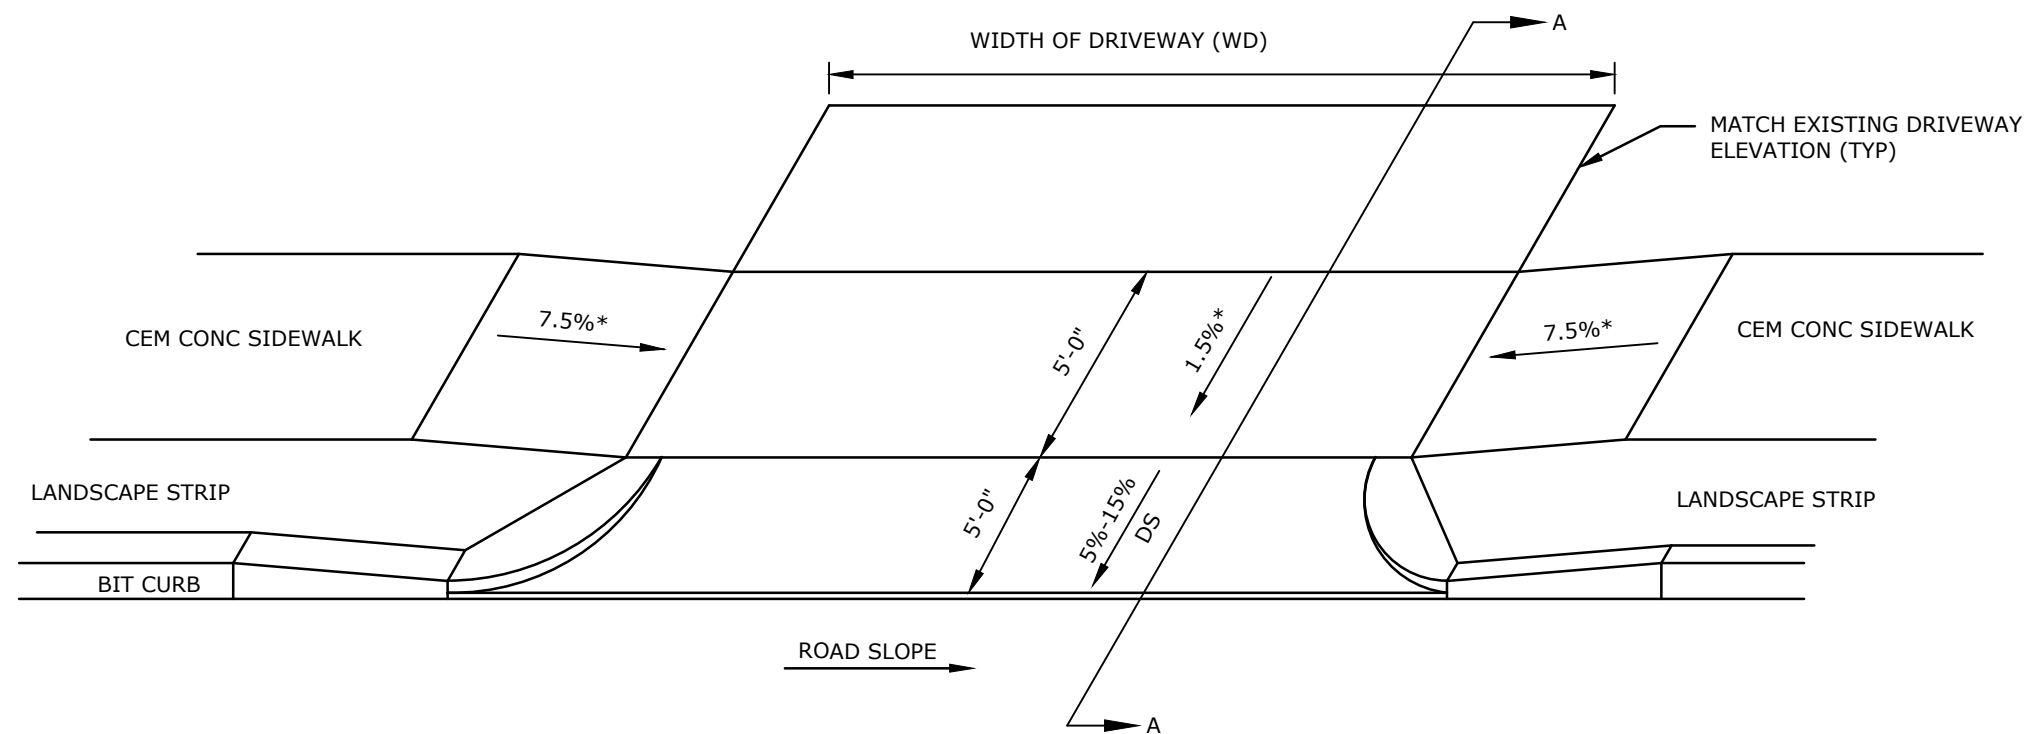 A
WIDTH OF DRIVEWAY (WD)
MATCH EXISTING DRIVEWAY
ELEVATION (TYP)
7.5%*
CEM CONC SIDEWALK
5'-0"
1.5%*
7.5%*
CEM CONC SIDEWALK
LANDSCAPE STRIP
5'-0"
5%-15%
DS
LANDSCAPE STRIP
BIT CURB
ROAD SLOPE
A